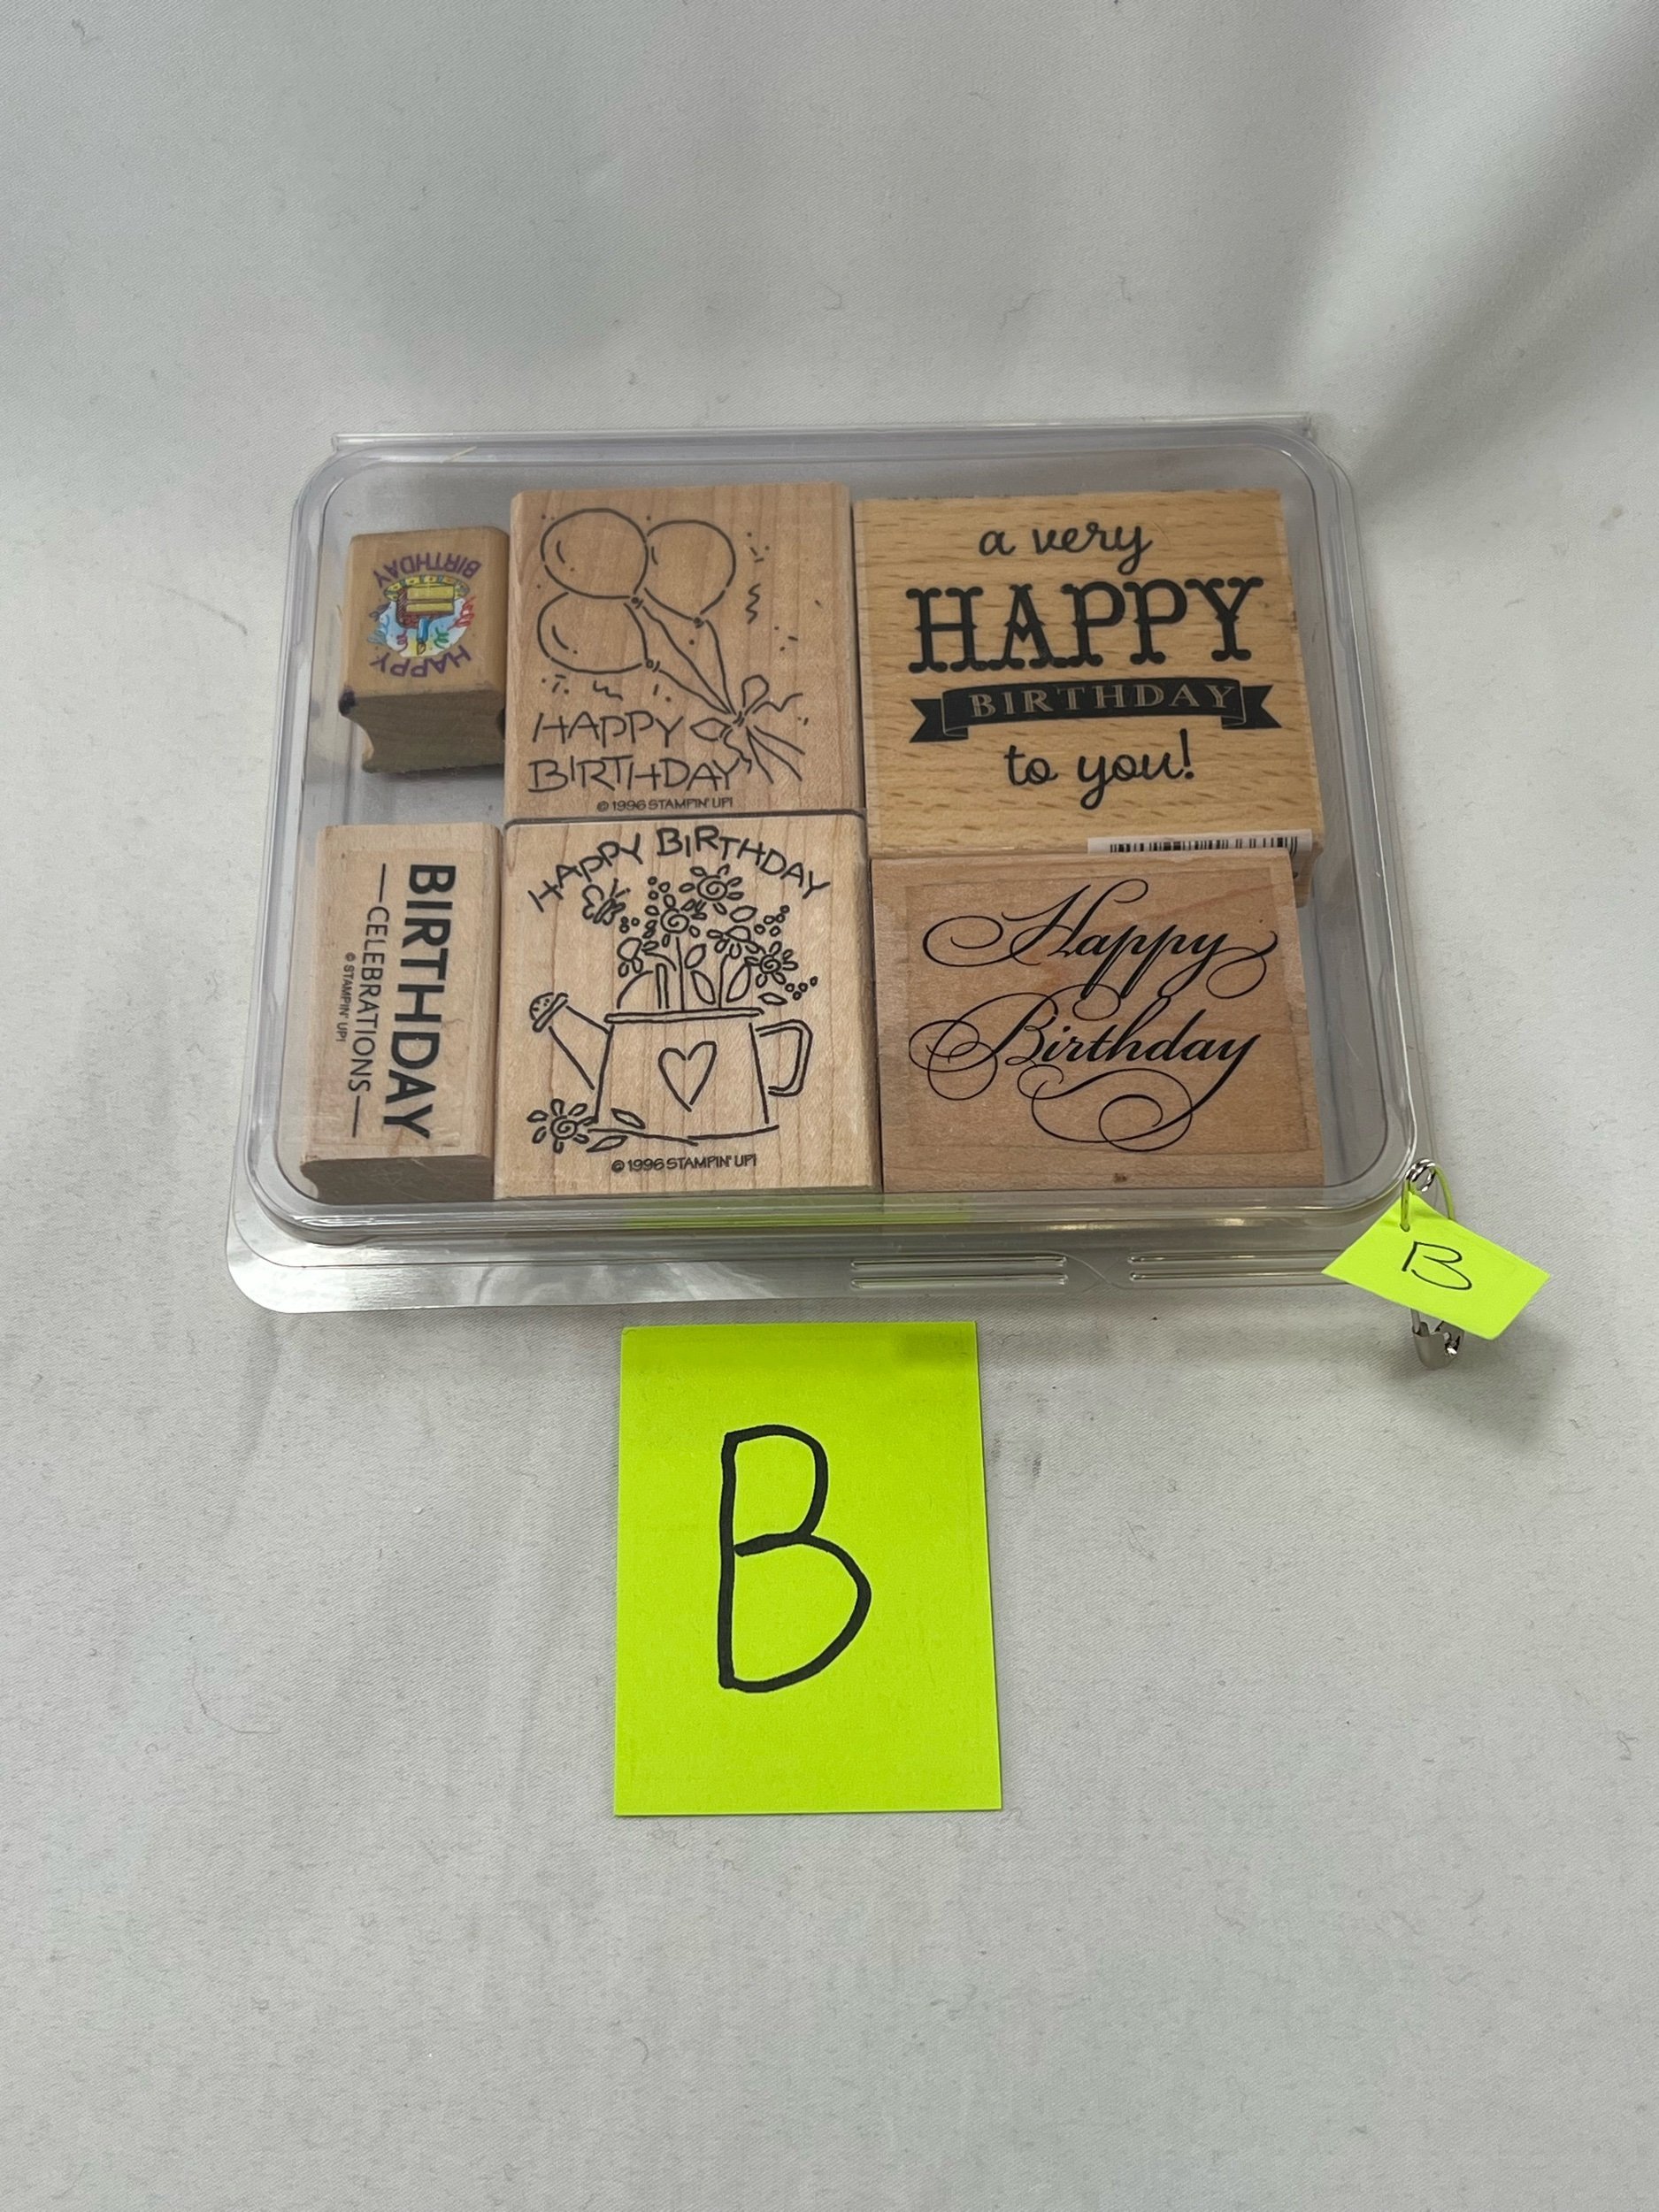 HAPPY
BIRTHDAY
HAPPY
BIRTHDAY
© 1996 STAMPIN' UP!
a very
HAPPY
BIRTHDAY
to you!
BIRTHDAY
—CELEBRATIONS—
© STAMPIN' UP!
HAPPY BIRTHDAY
© 1996 STAMPIN' UP!
Happy
Birthday
B
B